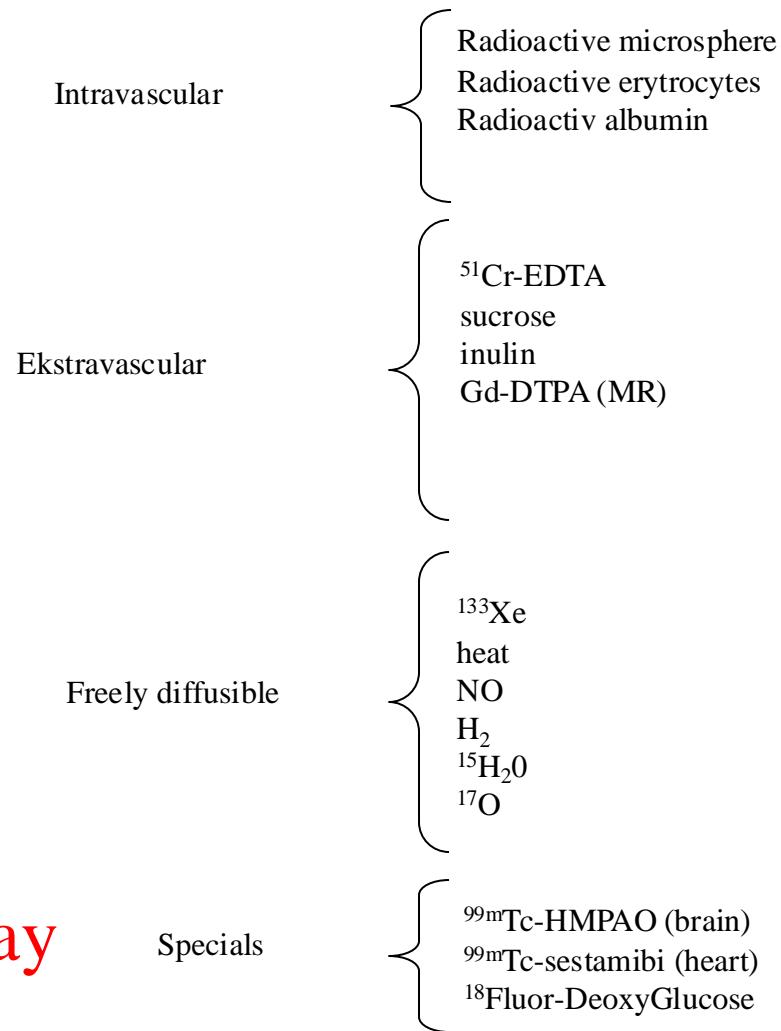 Intravascular
Radioactive microsphere
Radioactive erytrocytes
Radioactiv albumin
Ekstravascular
⁵¹Cr-EDTA
sucrose
inulin
Gd-DTPA (MR)
Freely diffusible
¹³³Xe
heat
NO
H₂
¹⁵H₂0
¹⁷O
ay
Specials
⁹⁹ᵐTc-HMPAO (brain)
⁹⁹ᵐTc-sestamibi (heart)
¹⁸Fluor-DeoxyGlucose